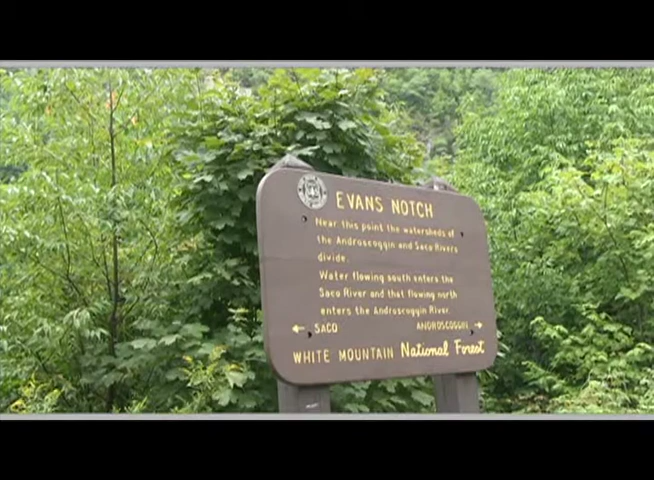 EVANS NOTCH
Near this point the watersheds of
the Androscoggin and Saco Rivers
divide.
Water flowing south enters the
Saco River and that flowing north
enters the Androscoggin River.
← SACO ANDROSCOGGIN →
WHITE MOUNTAIN National Forest